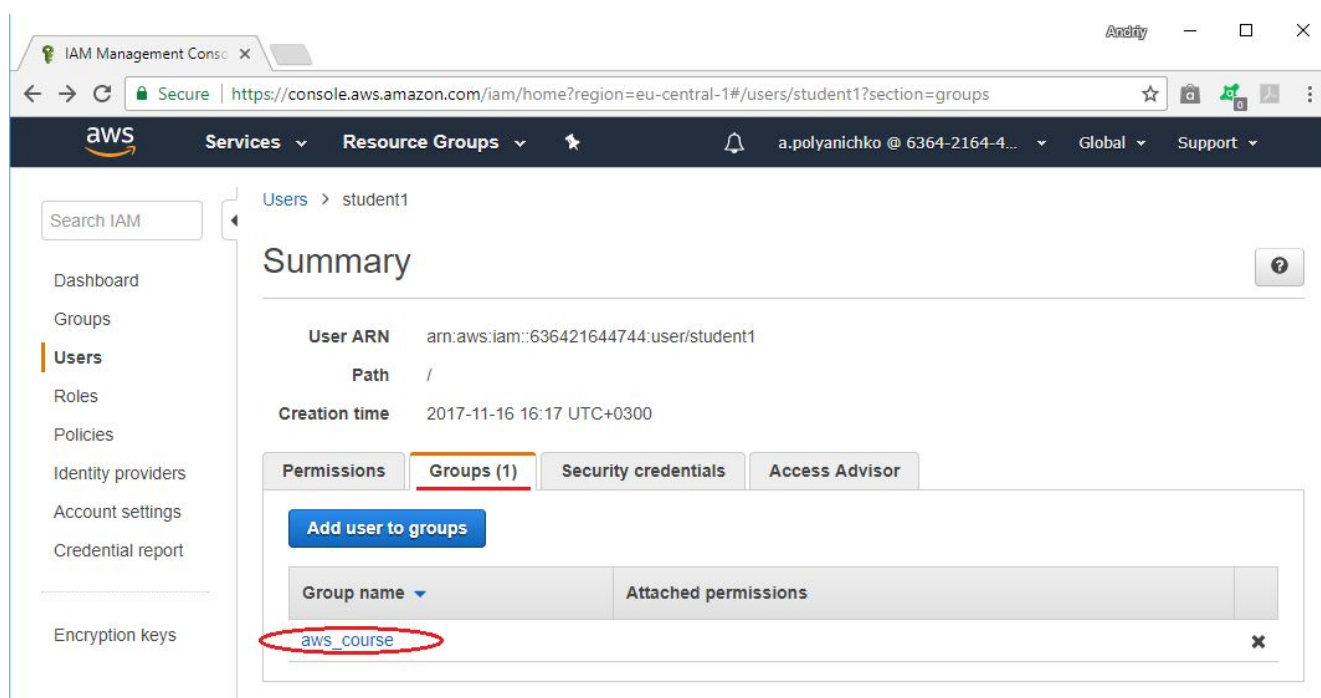 Andriy
IAM Management Conso
Secure https://console.aws.amazon.com/iam/home?region=eu-central-1#/users/student1?section=groups
0
aws Services Resource Groups a.polyanichko @ 6364-2164-4... Global Support
Search IAM
Dashboard
Groups
Users
Roles
Policies
Identity providers
Account settings
Credential report
Encryption keys
Users > student1
Summary
User ARN arn:aws:iam::636421644744:user/student1
Path /
Creation time 2017-11-16 16:17 UTC+0300
Permissions Groups (1) Security credentials Access Advisor
Add user to groups
Group name Attached permissions
aws_course